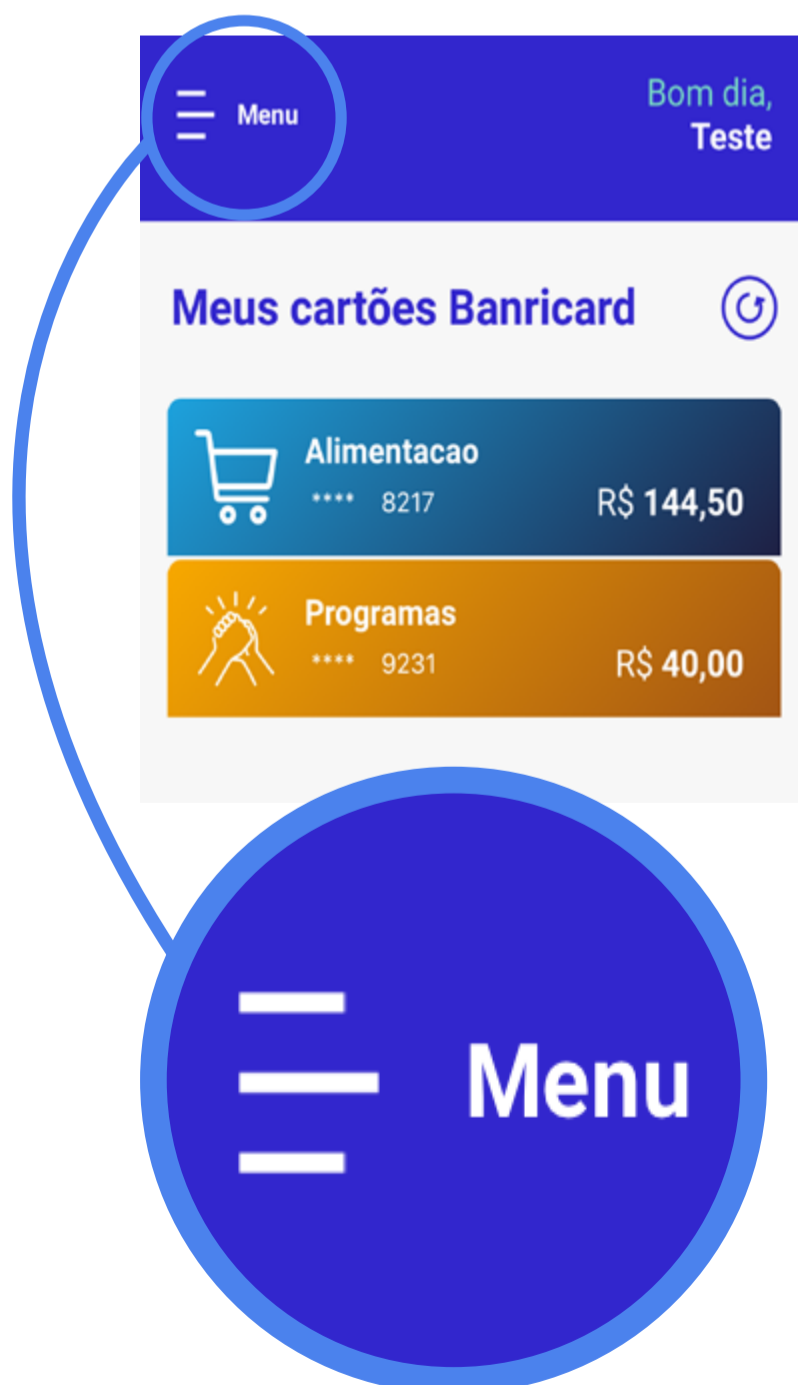 Menu
Bom dia,
Teste
Meus cartões Banricard
Alimentacao
**** 8217
R$ 144,50
Programas
**** 9231
R$ 40,00
Menu